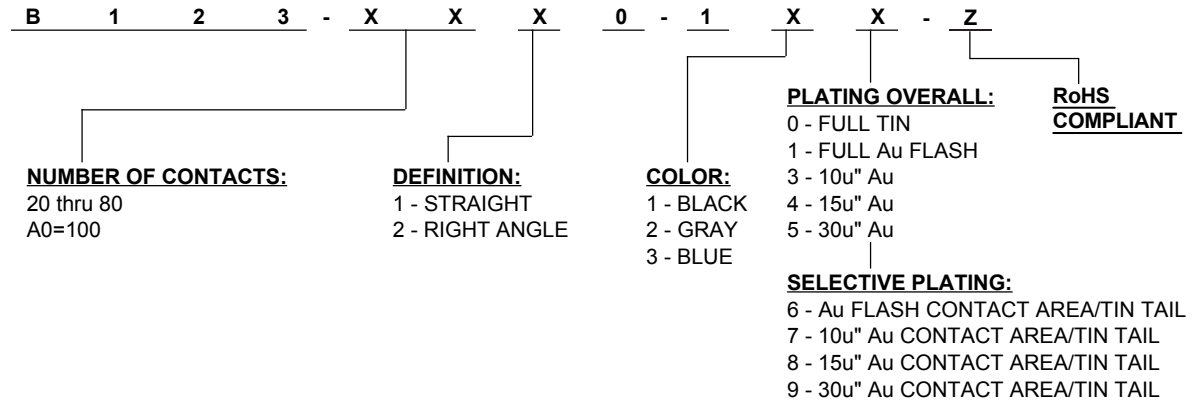 B 1 2 3 - X X X 0 - 1 X X - Z
NUMBER OF CONTACTS:
20 thru 80
A0=100
DEFINITION:
1 - STRAIGHT
2 - RIGHT ANGLE
COLOR:
1 - BLACK
2 - GRAY
3 - BLUE
PLATING OVERALL:
0 - FULL TIN
1 - FULL Au FLASH
3 - 10u" Au
4 - 15u" Au
5 - 30u" Au
SELECTIVE PLATING:
6 - Au FLASH CONTACT AREA/TIN TAIL
7 - 10u" Au CONTACT AREA/TIN TAIL
8 - 15u" Au CONTACT AREA/TIN TAIL
9 - 30u" Au CONTACT AREA/TIN TAIL
RoHS
COMPLIANT